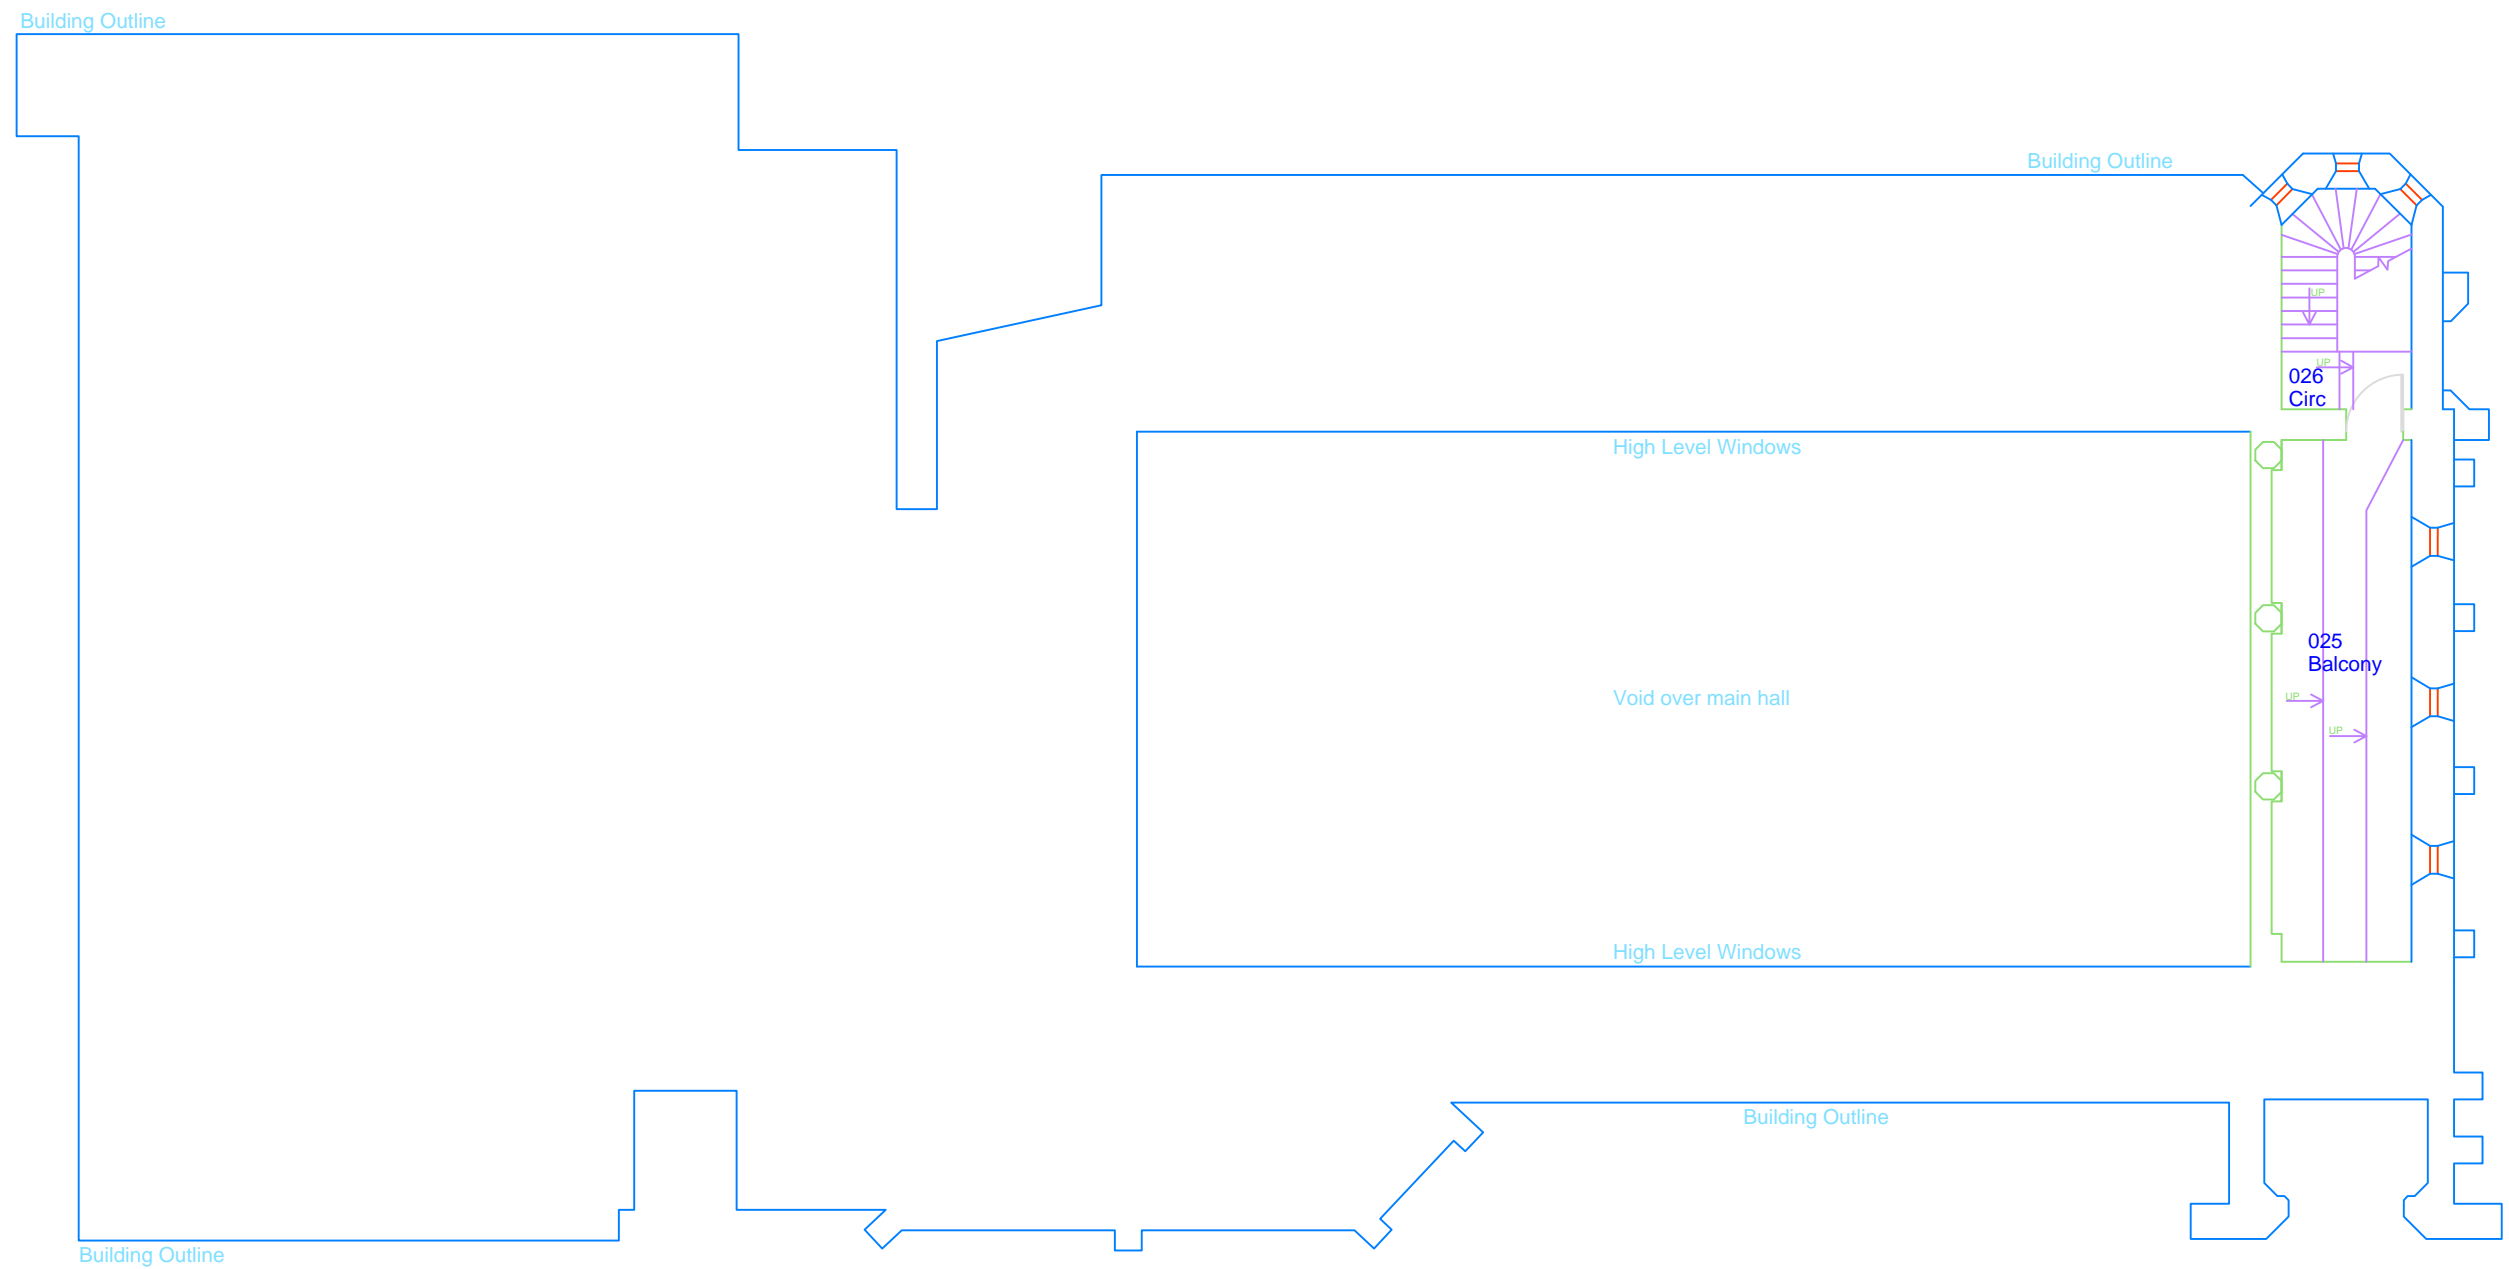 Building Outline
Building Outline
UP
UP
026
Circ
High Level Windows
025
Balcony
Void over main hall
UP
UP
High Level Windows
Building Outline
Building Outline